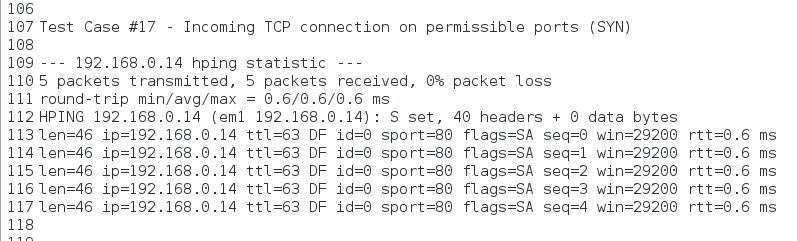 106
107 Test Case #17 - Incoming TCP connection on permissible ports (SYN)
108
109 --- 192.168.0.14 hping statistic ---
110 5 packets transmitted, 5 packets received, 0% packet loss
111 round-trip min/avg/max = 0.6/0.6/0.6 ms
112 HPING 192.168.0.14 (em1 192.168.0.14): S set, 40 headers + 0 data bytes
113 len=46 ip=192.168.0.14 ttl=63 DF id=0 sport=80 flags=SA seq=0 win=29200 rtt=0.6 ms
114 len=46 ip=192.168.0.14 ttl=63 DF id=0 sport=80 flags=SA seq=1 win=29200 rtt=0.6 ms
115 len=46 ip=192.168.0.14 ttl=63 DF id=0 sport=80 flags=SA seq=2 win=29200 rtt=0.6 ms
116 len=46 ip=192.168.0.14 ttl=63 DF id=0 sport=80 flags=SA seq=3 win=29200 rtt=0.6 ms
117 len=46 ip=192.168.0.14 ttl=63 DF id=0 sport=80 flags=SA seq=4 win=29200 rtt=0.6 ms
118